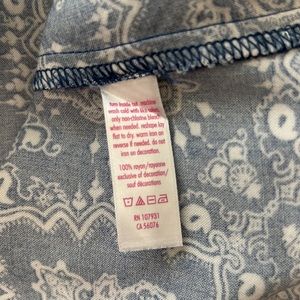 turn inside out. machine
wash cold with like colors.
only non-chlorine bleach
when needed. reshape lay
flat to dry. warm iron on
reverse if needed. do not
iron on decoration.
100% rayon/rayonne
exclusive of decoration/
sauf décorations
RN 107931
CA 56076